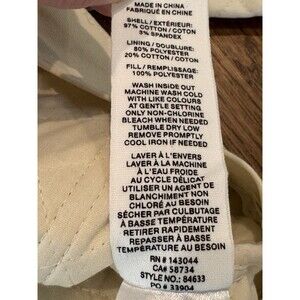 MADE IN CHINA
FABRIQUÉ EN CHINE
SHELL / EXTÉRIEUR:
97% COTTON / COTON
3% SPANDEX
LINING / DOUBLURE:
80% POLYESTER
20% COTTON / COTON
FILL / REMPLISSAGE:
100% POLYESTER
WASH INSIDE OUT
MACHINE WASH COLD
WITH LIKE COLOURS
AT GENTLE SETTING
ONLY NON-CHLORINE
BLEACH WHEN NEEDED
TUMBLE DRY LOW
REMOVE PROMPTLY
COOL IRON IF NEEDED
LAVER À L'ENVERS
LAVER À LA MACHINE
À L'EAU FROIDE
AU CYCLE DÉLICAT
UTILISER UN AGENT DE
BLANCHIMENT NON
CHLORÉ AU BESOIN
SÉCHER PAR CULBUTAGE
À BASSE TEMPÉRATURE
RETIRER RAPIDEMENT
REPASSER À BASSE
TEMPÉRATURE AU BESOIN
RN # 143044
CA# 58734
STYLE NO.: 84633
PO # 33904